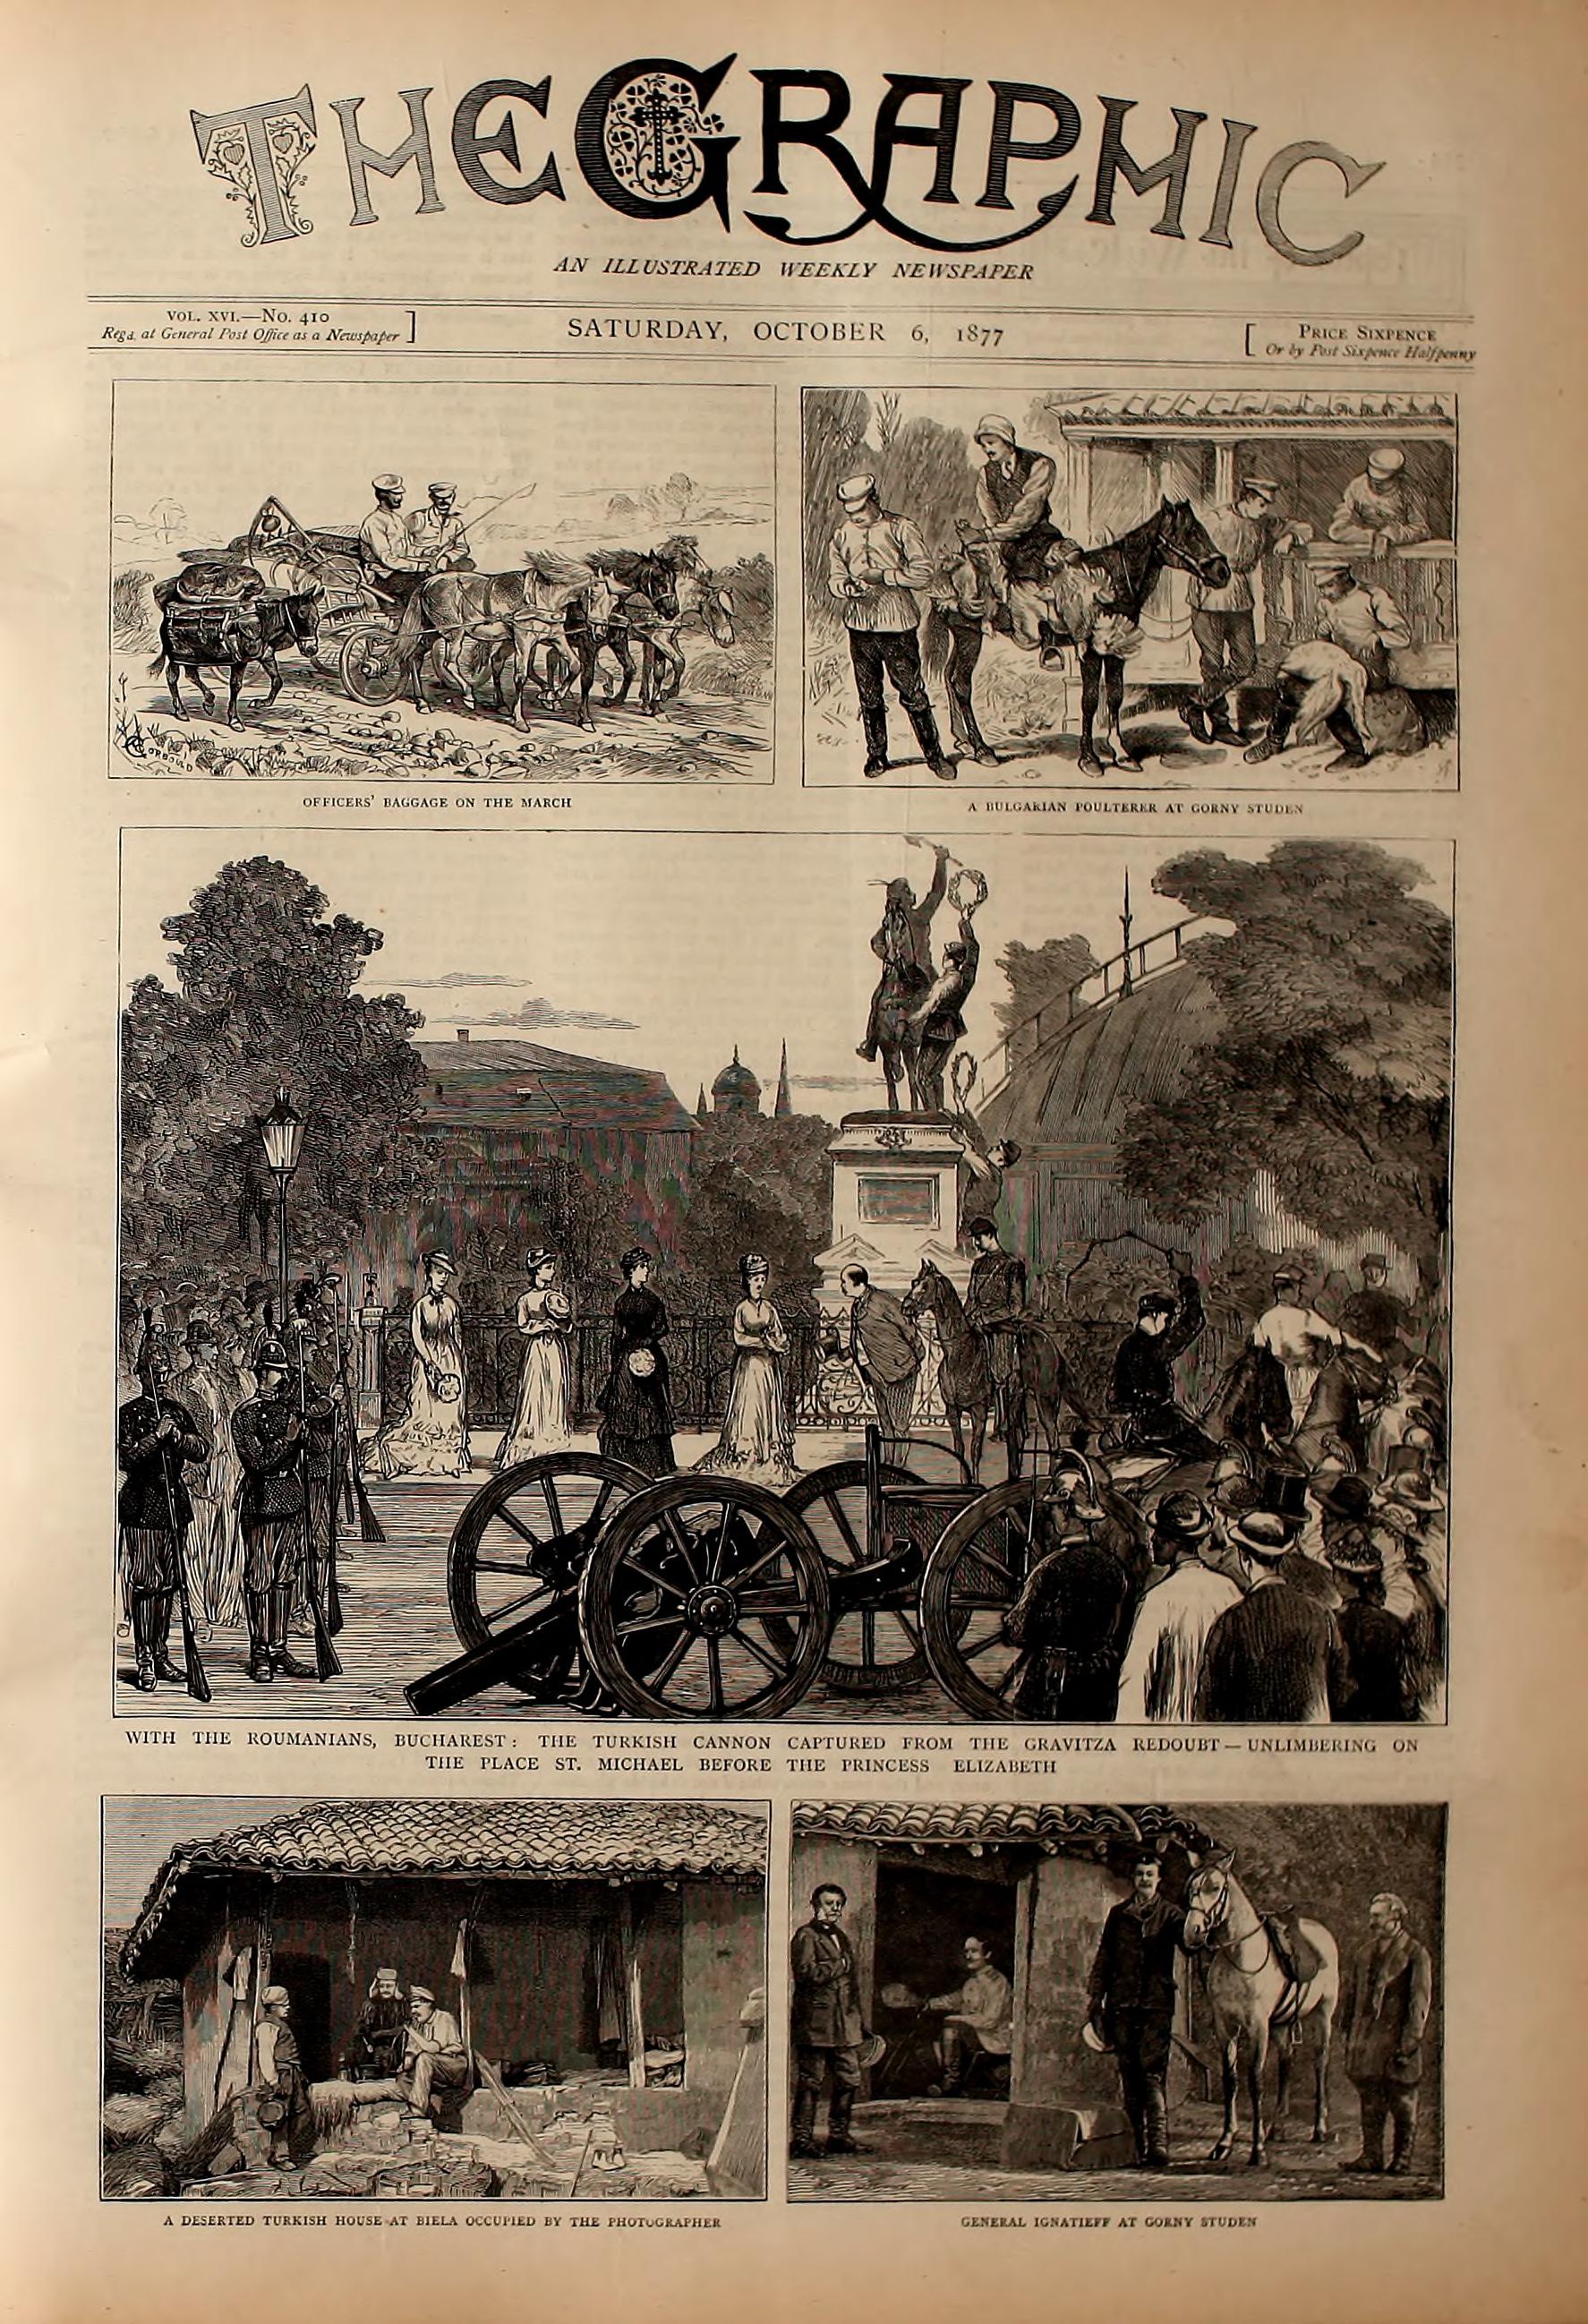 THE GRAPHIC
AN ILLUSTRATED WEEKLY NEWSPAPER
VOL. XVI.—No. 410
Regd. at General Post Office as a Newspaper
SATURDAY, OCTOBER 6, 1877
PRICE SIXPENCE
Or by Post Sixpence Halfpenny
CORBOULD
OFFICERS' BAGGAGE ON THE MARCH
A BULGARIAN POULTERER AT GORNY STUDEN
WITH THE ROUMANIANS, BUCHAREST: THE TURKISH CANNON CAPTURED FROM THE GRAVITZA REDOUBT — UNLIMBERING ON
THE PLACE ST. MICHAEL BEFORE THE PRINCESS ELIZABETH
A DESERTED TURKISH HOUSE AT BIELA OCCUPIED BY THE PHOTOGRAPHER
GENERAL IGNATIEFF AT GORNY STUDEN